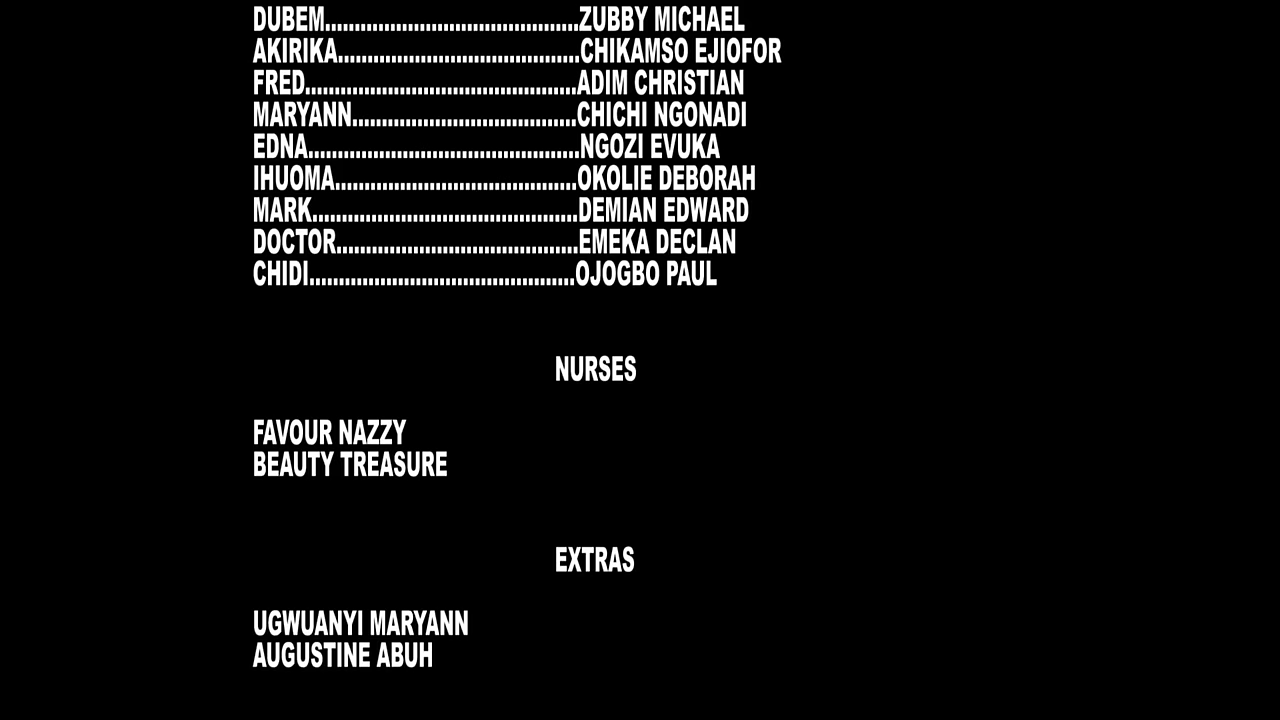 DUBEM...........................................ZUBBY MICHAEL
AKIRIKA.........................................CHIKAMSO EJIOFOR
FRED..............................................ADIM CHRISTIAN
MARYANN......................................CHICHI NGONADI
EDNA..............................................NGOZI EVUKA
IHUOMA.........................................OKOLIE DEBORAH
MARK.............................................DEMIAN EDWARD
DOCTOR.........................................EMEKA DECLAN
CHIDI.............................................OJOGBO PAUL
NURSES
FAVOUR NAZZY
BEAUTY TREASURE
EXTRAS
UGWUANYI MARYANN
AUGUSTINE ABUH